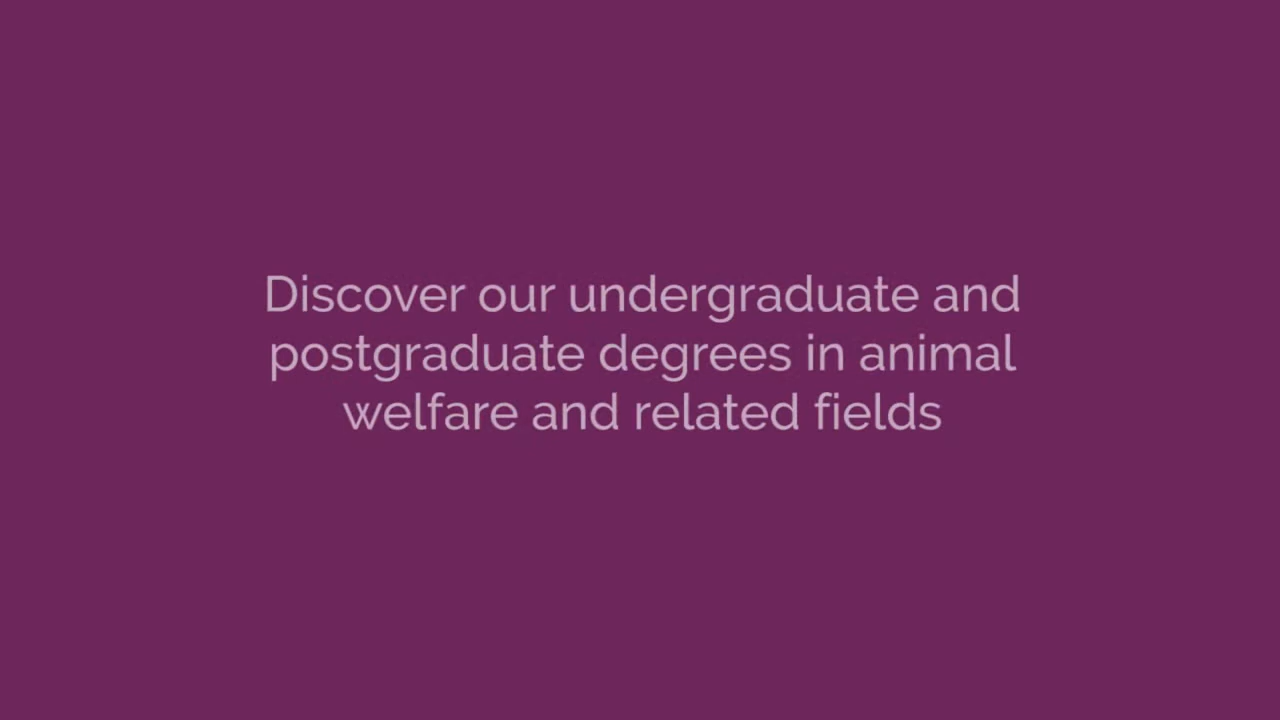 Discover our undergraduate and
postgraduate degrees in animal
welfare and related fields